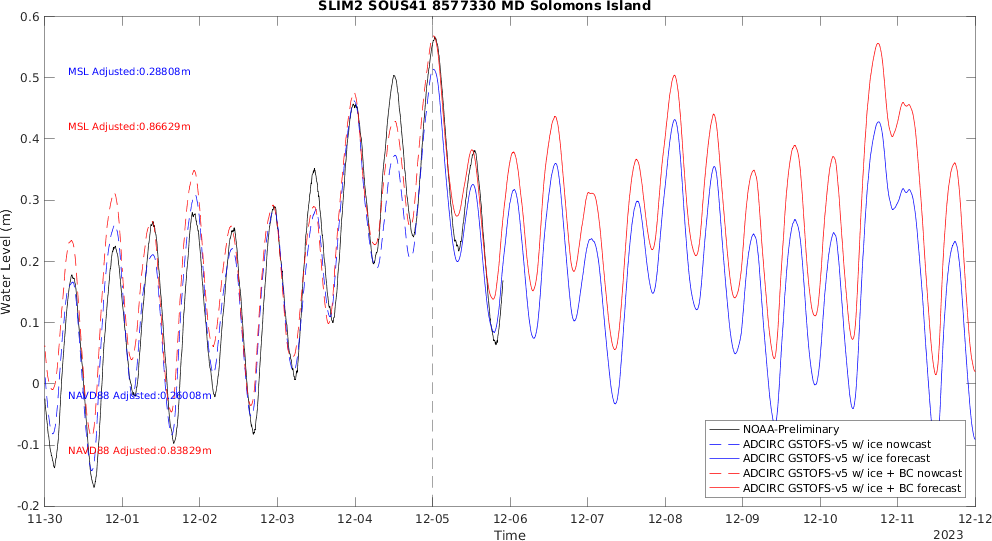 SLIM2 SOUS41 8577330 MD Solomons Island
0.6
0.5
0.4
0.3
0.2
0.1
0
-0.1
-0.2
Water Level (m)
MSL Adjusted:0.28808m
MSL Adjusted:0.86629m
NAVD88 Adjusted:0.26008m
NAVD88 Adjusted:0.83829m
NOAA-Preliminary
ADCIRC GSTOFS-v5 w/ ice nowcast
ADCIRC GSTOFS-v5 w/ ice forecast
ADCIRC GSTOFS-v5 w/ ice + BC nowcast
ADCIRC GSTOFS-v5 w/ ice + BC forecast
11-30 12-01 12-02 12-03 12-04 12-05 12-06 12-07 12-08 12-09 12-10 12-11 12-12
Time
2023